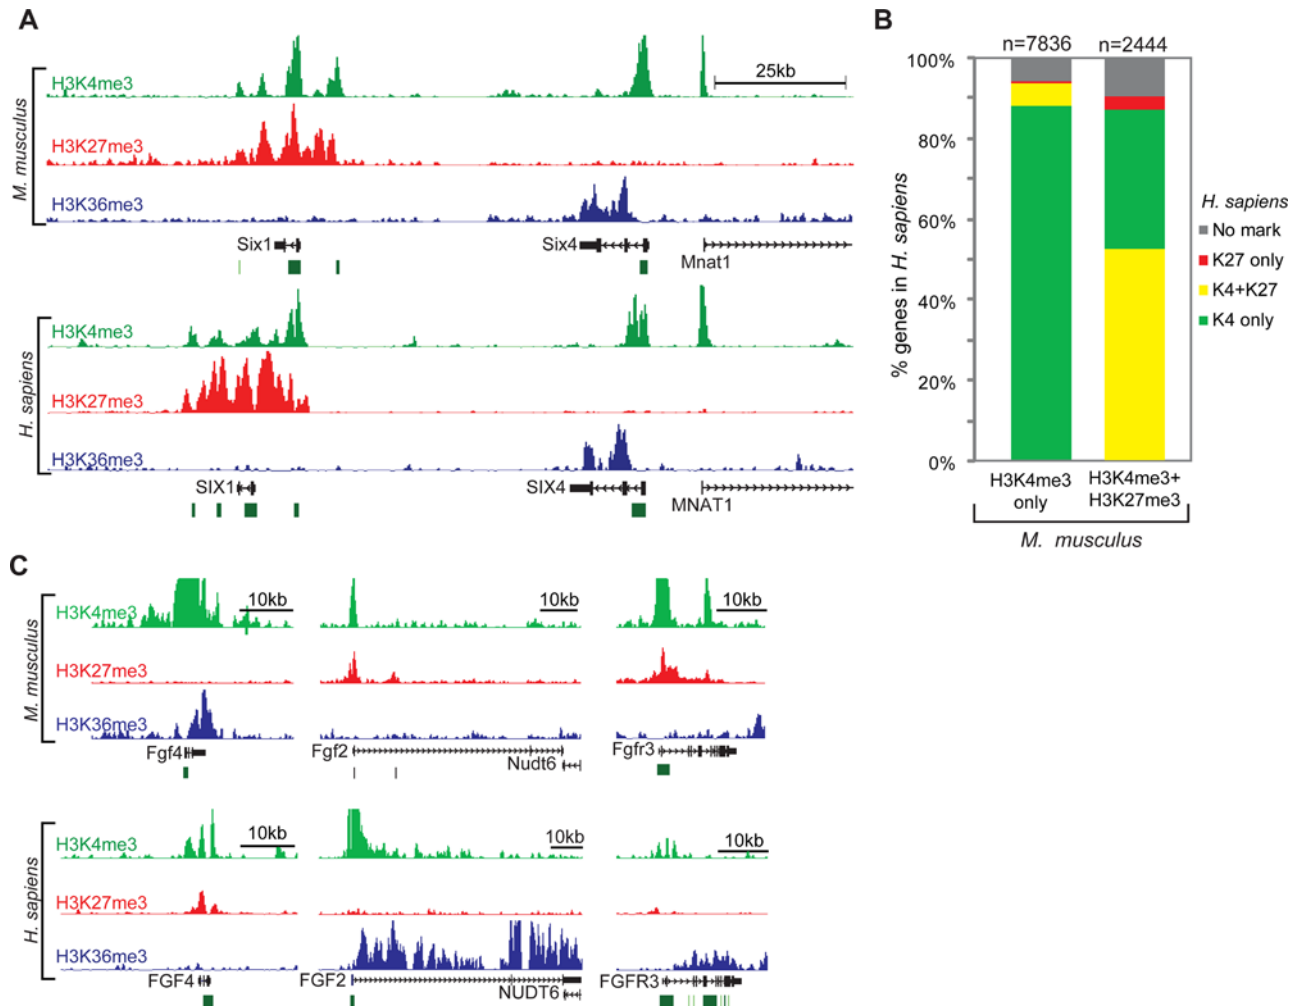 A
M. musculus
H3K4me3
25kb
H3K27me3
H3K36me3
Six1
Six4
Mnat1
H. sapiens
H3K4me3
H3K27me3
H3K36me3
SIX1
SIX4
MNAT1
B
n=7836
n=2444
% genes in H. sapiens
100%
80%
60%
40%
20%
0%
H3K4me3 only
H3K4me3+ H3K27me3
M. musculus
H. sapiens
No mark
K27 only
K4+K27
K4 only
C
M. musculus
H3K4me3
10kb
10kb
10kb
H3K27me3
H3K36me3
Fgf4
Fgf2
Nudt6
Fgfr3
H. sapiens
H3K4me3
10kb
10kb
10kb
H3K27me3
H3K36me3
FGF4
FGF2
NUDT6
FGFR3